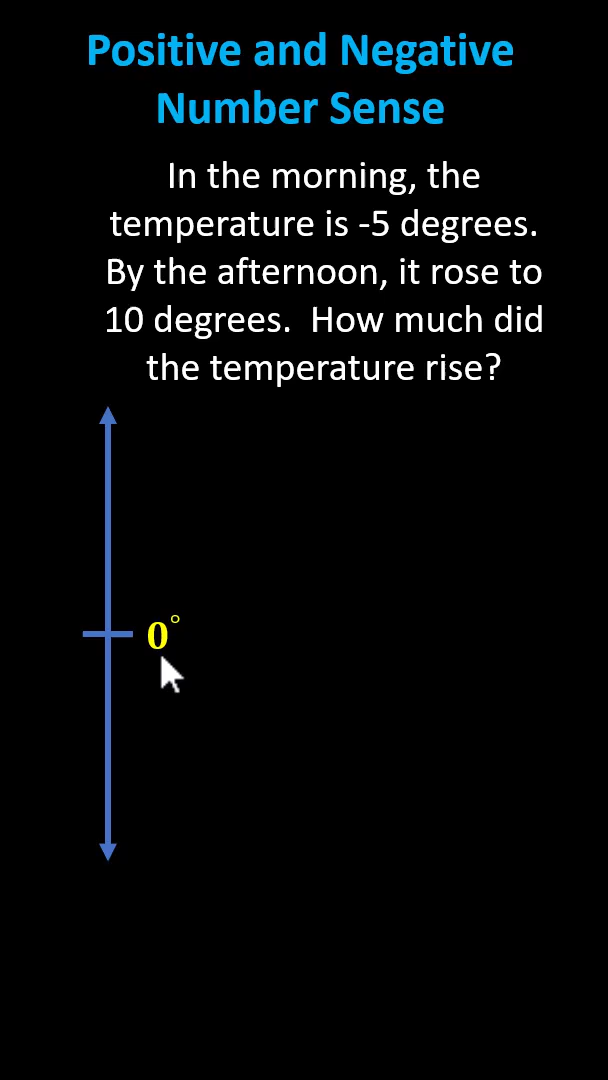 Positive and Negative
Number Sense
In the morning, the
temperature is -5 degrees.
By the afternoon, it rose to
10 degrees.  How much did
the temperature rise?
0°